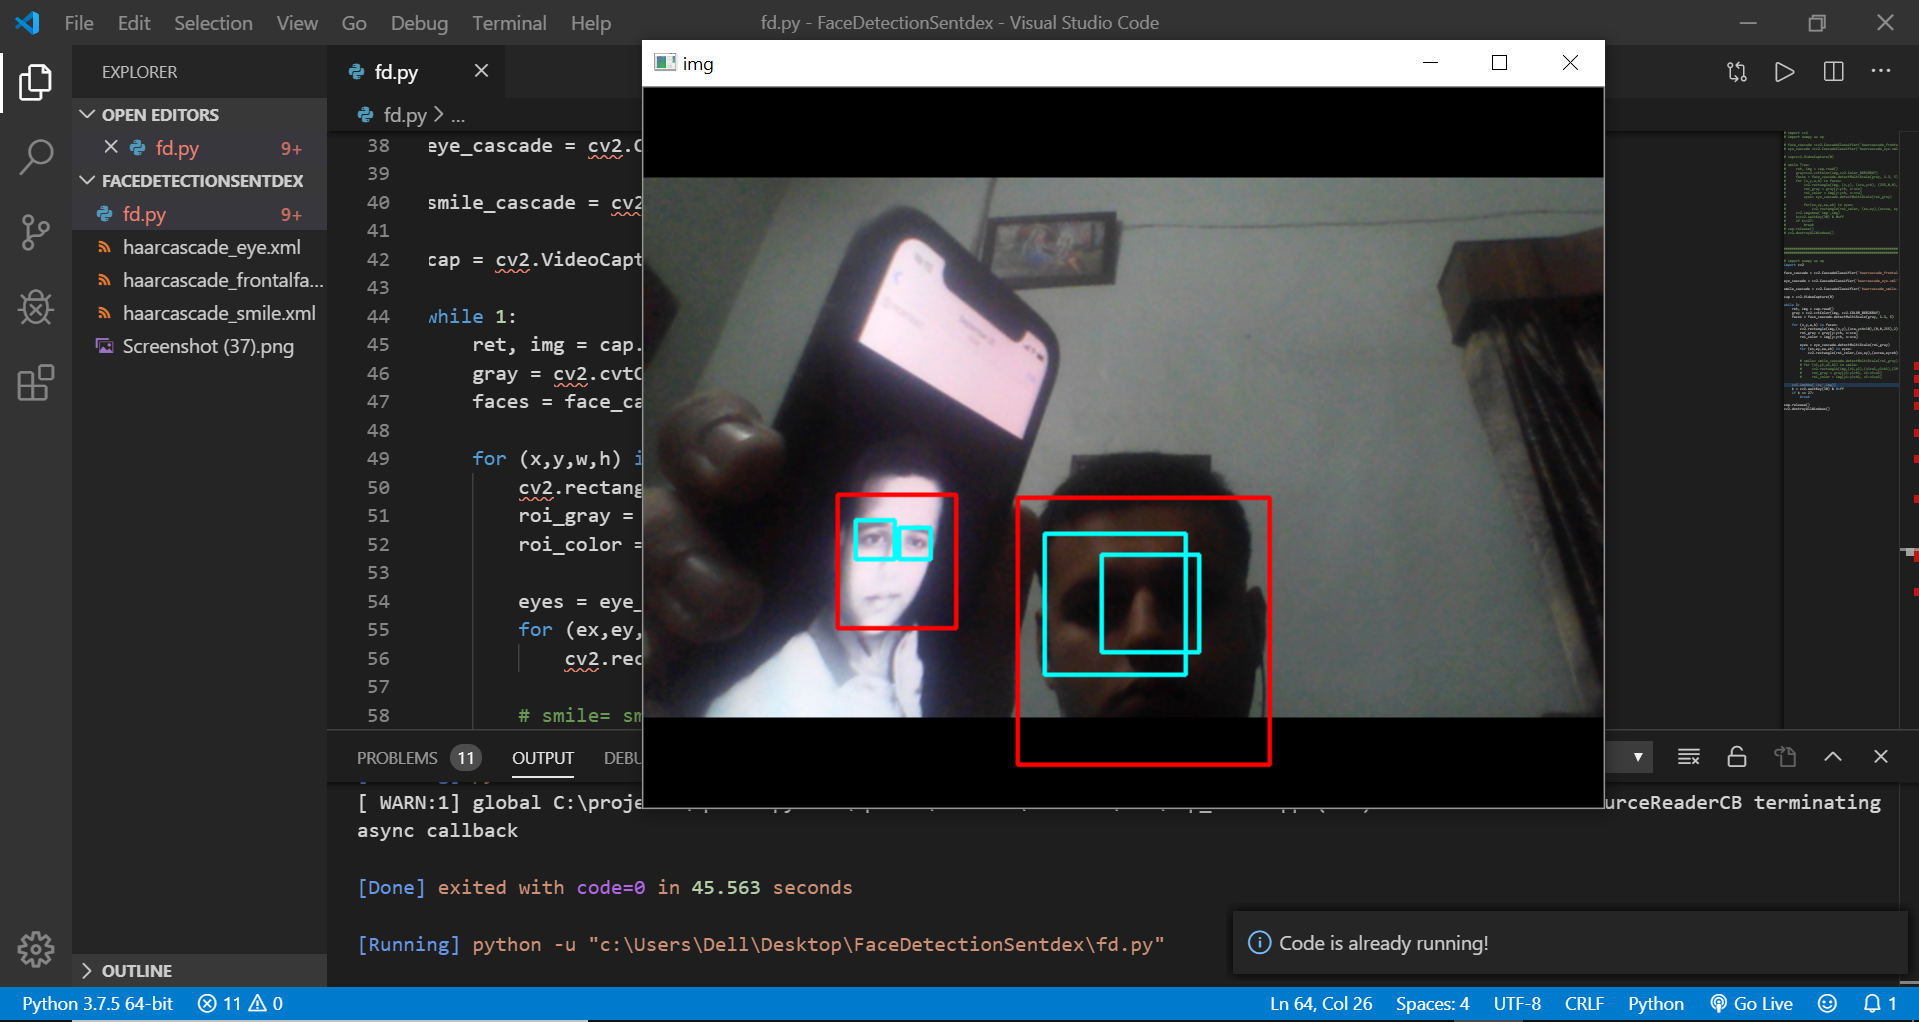 File Edit Selection View Go Debug Terminal Help
fd.py - FaceDetectionSentdex - Visual Studio Code
EXPLORER
OPEN EDITORS
fd.py 9+
FACEDETECTIONSENTDEX
fd.py 9+
haarcascade_eye.xml
haarcascade_frontalfa...
haarcascade_smile.xml
Screenshot (37).png
OUTLINE
fd.py
fd.py > ...
img
38 eye_cascade = cv2.C
39
40 smile_cascade = cv2
41
42 cap = cv2.VideoCapt
43
44 while 1:
45 ret, img = cap.
46 gray = cv2.cvtC
47 faces = face_ca
48
49 for (x,y,w,h) i
50 cv2.rectang
51 roi_gray =
52 roi_color =
53
54 eyes = eye_
55 for (ex,ey,
56 cv2.rec
57
58 # smile= sm
PROBLEMS 11 OUTPUT DEBU
[ WARN:1] global C:\proje
urceReaderCB terminating
async callback
[Done] exited with code=0 in 45.563 seconds
[Running] python -u "c:\Users\Dell\Desktop\FaceDetectionSentdex\fd.py"
Code is already running!
Python 3.7.5 64-bit 11 0
Ln 64, Col 26 Spaces: 4 UTF-8 CRLF Python Go Live 1